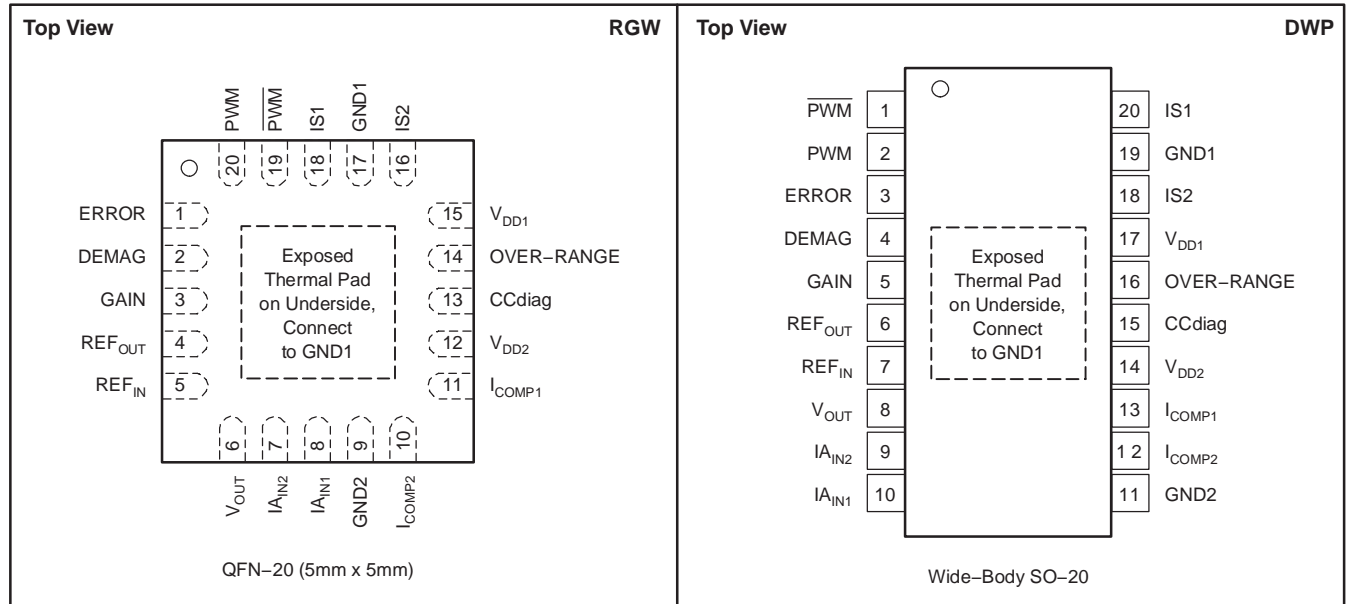 Top View
RGW
PWM
PWM
IS1
GND1
IS2
20
19
18
17
16
ERROR
1
15
VDD1
DEMAG
2
14
OVER−RANGE
GAIN
3
13
CCdiag
REFOUT
4
12
VDD2
REFIN
5
11
ICOMP1
Exposed
Thermal Pad
on Underside,
Connect
to GND1
6
7
8
9
10
VOUT
IAIN2
IAIN1
GND2
ICOMP2
QFN−20 (5mm x 5mm)
Top View
DWP
PWM
1
20
IS1
PWM
2
19
GND1
ERROR
3
18
IS2
DEMAG
4
17
VDD1
GAIN
5
16
OVER−RANGE
REFOUT
6
15
CCdiag
REFIN
7
14
VDD2
VOUT
8
13
ICOMP1
IAIN2
9
1 2
ICOMP2
IAIN1
10
11
GND2
Exposed
Thermal Pad
on Underside,
Connect
to GND1
Wide−Body SO−20